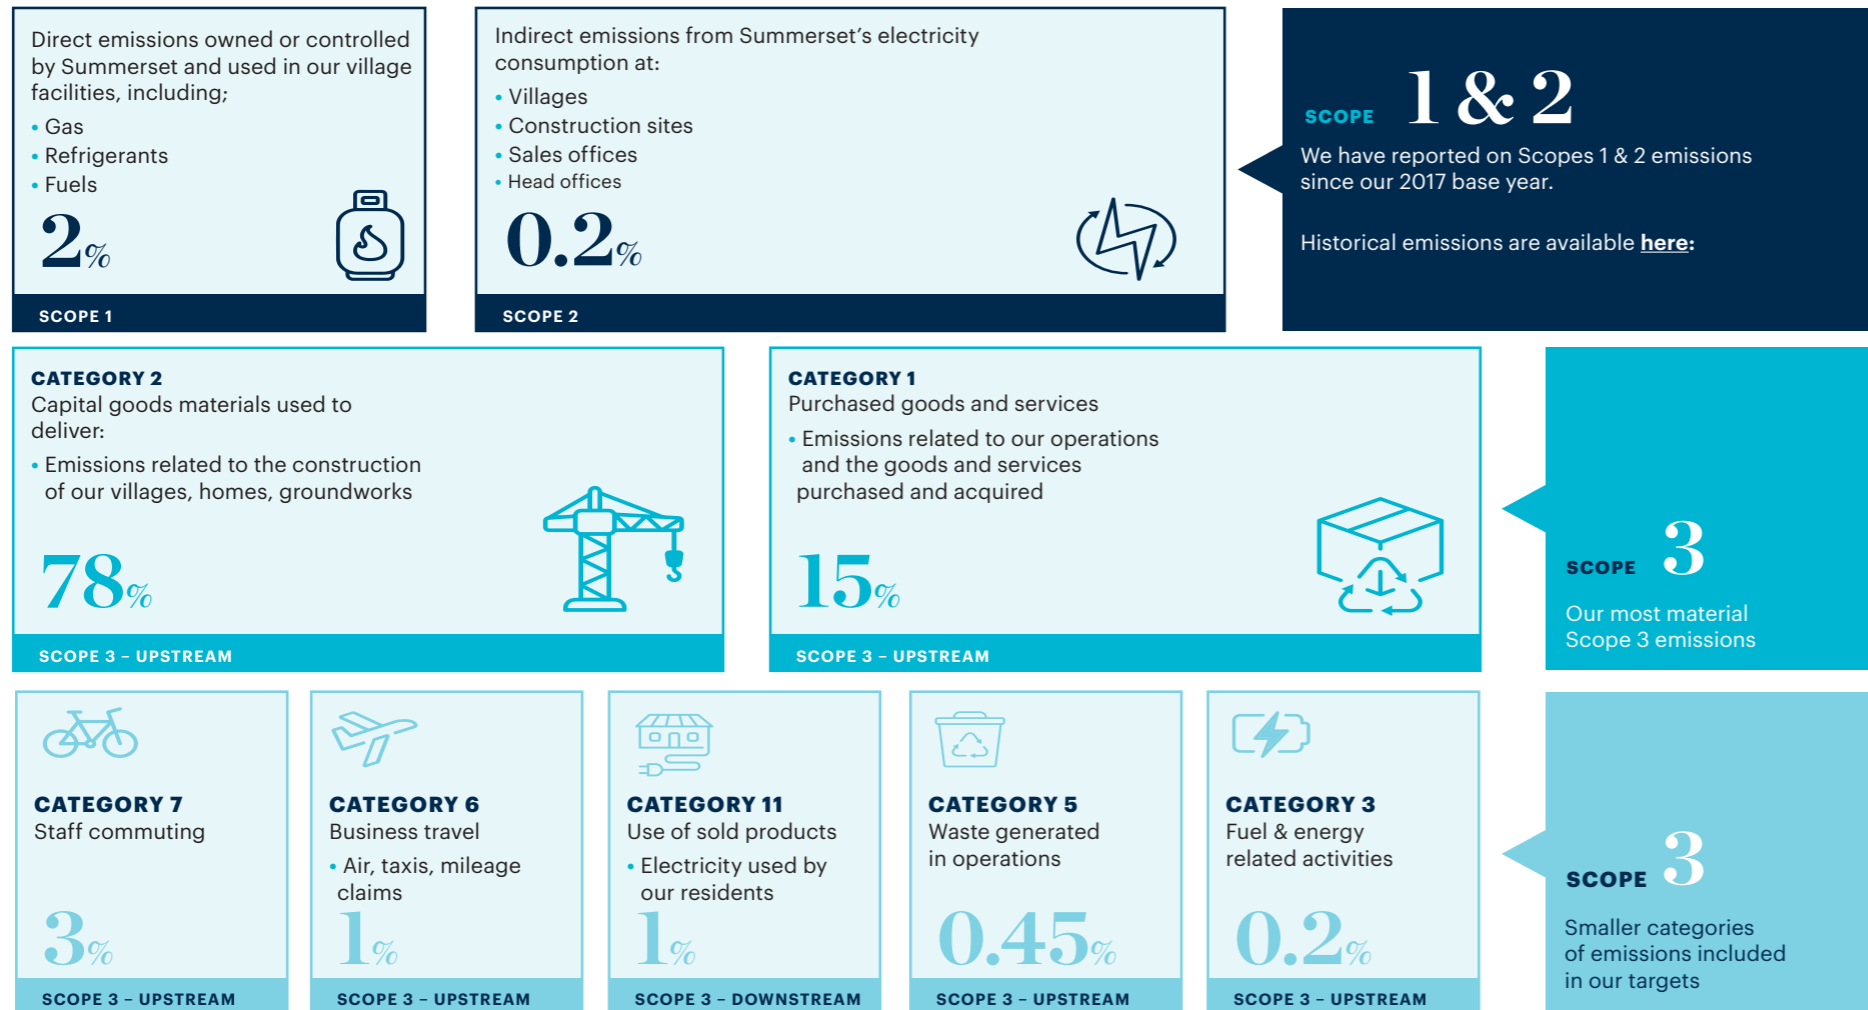 Direct emissions owned or controlled
by Summerset and used in our village
facilities, including;
• Gas
• Refrigerants
• Fuels
2%
SCOPE 1
Indirect emissions from Summerset’s electricity
consumption at:
• Villages
• Construction sites
• Sales offices
• Head offices
0.2%
SCOPE 2
SCOPE 1 & 2
We have reported on Scopes 1 & 2 emissions
since our 2017 base year.
Historical emissions are available here:
CATEGORY 2
Capital goods materials used to
deliver:
• Emissions related to the construction
of our villages, homes, groundworks
78%
SCOPE 3 – UPSTREAM
CATEGORY 1
Purchased goods and services
• Emissions related to our operations
and the goods and services
purchased and acquired
15%
SCOPE 3 – UPSTREAM
SCOPE 3
Our most material
Scope 3 emissions
CATEGORY 7
Staff commuting
3%
SCOPE 3 – UPSTREAM
CATEGORY 6
Business travel
• Air, taxis, mileage
claims
1%
SCOPE 3 – UPSTREAM
CATEGORY 11
Use of sold products
• Electricity used by
our residents
1%
SCOPE 3 – DOWNSTREAM
CATEGORY 5
Waste generated
in operations
0.45%
SCOPE 3 – UPSTREAM
CATEGORY 3
Fuel & energy
related activities
0.2%
SCOPE 3 – UPSTREAM
SCOPE 3
Smaller categories
of emissions included
in our targets